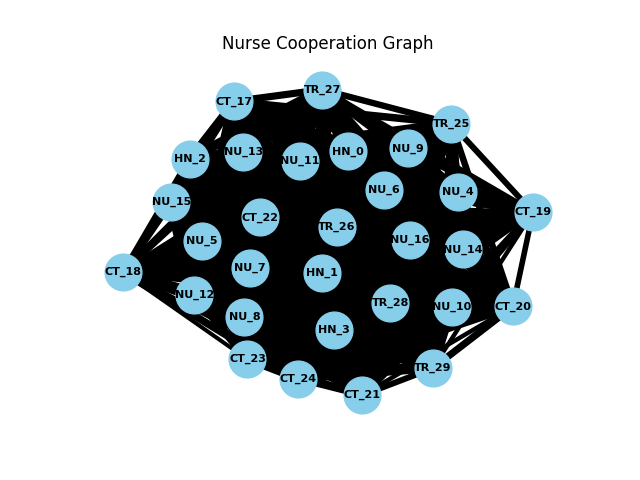 Nurse Cooperation Graph
TR_27
CT_17
TR_25
NU_13
HN_0
NU_9
HN_2
NU_11
NU_6
NU_4
NU_15
CT_19
CT_22
TR_26
NU_5
NU_16
NU_14
NU_7
CT_18
HN_1
NU_12
TR_28
NU_10
CT_20
NU_8
HN_3
CT_23
TR_29
CT_24
CT_21